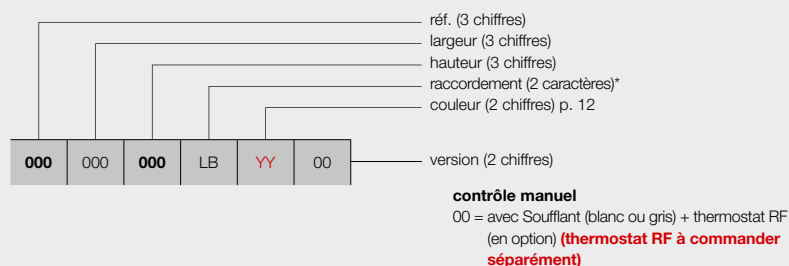 réf. (3 chiffres)
largeur (3 chiffres)
hauteur (3 chiffres)
raccordement (2 caractères)*
couleur (2 chiffres) p. 12
000 000 000 LB YY 00
version (2 chiffres)
contrôle manuel
00 = avec Soufflant (blanc ou gris) + thermostat RF
(en option) (thermostat RF à commander
séparément)